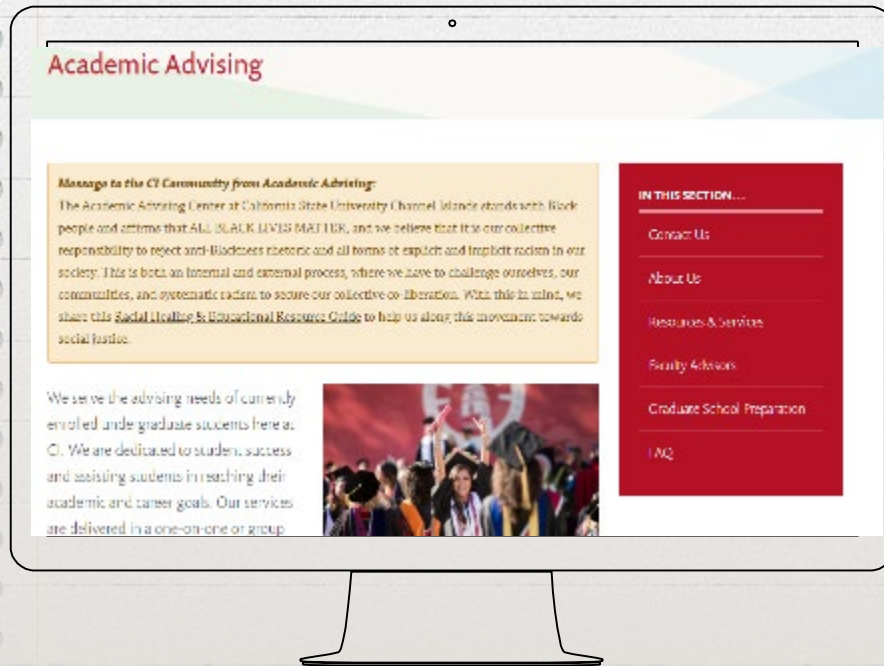 Academic Advising
Message to the CI Community from Academic Advising:
The Academic Advising Center at California State University Channel Islands stands with Black
people and affirms that ALL BLACK LIVES MATTER, and we believe that it is our collective
responsibility to reject anti-Blackness rhetoric and all forms of explicit and implicit racism in our
society. This is both an internal and external process, where we have to challenge ourselves, our
communities, and systematic racism to secure our collective co-liberation. With this in mind, we
share this Racial Healing & Educational Resource Guide to help us along this movement towards
social justice.
We serve the advising needs of currently
enrolled undergraduate students here at
CI. We are dedicated to student success
and assisting students in reaching their
academic and career goals. Our services
are delivered in a one-on-one or group
IN THIS SECTION....
Contact Us
About Us
Resources & Services
Faculty Advisors
Graduate School Preparation
FAQ